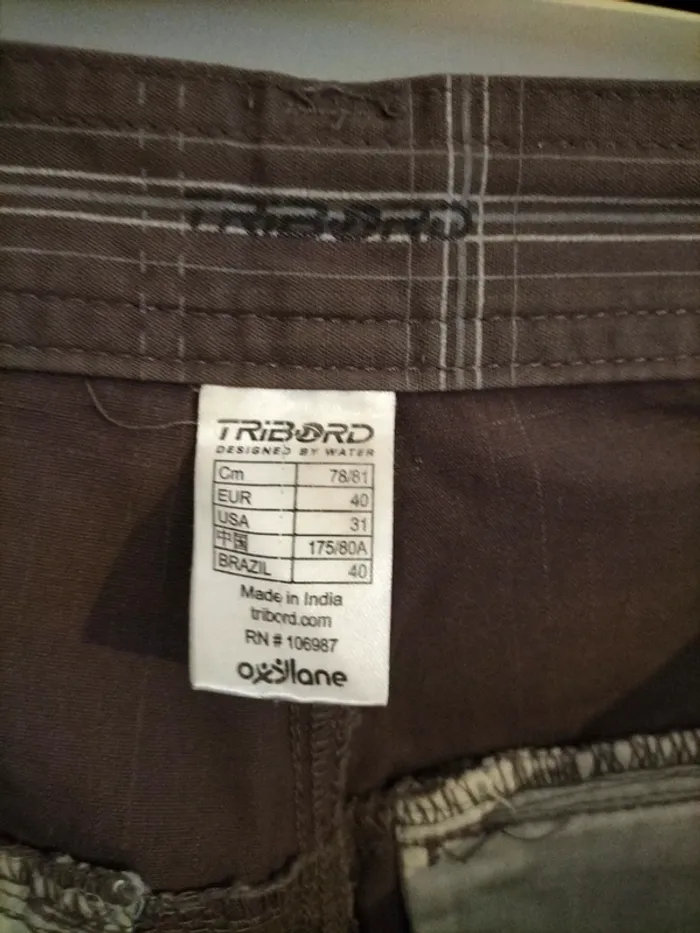 TRiBORD
TRiBORD
DESIGNED BY WATER
Cm 78/81
EUR 40
USA 31
中国 175/80A
BRAZIL 40
Made in India
tribord.com
RN # 106987
oxylane